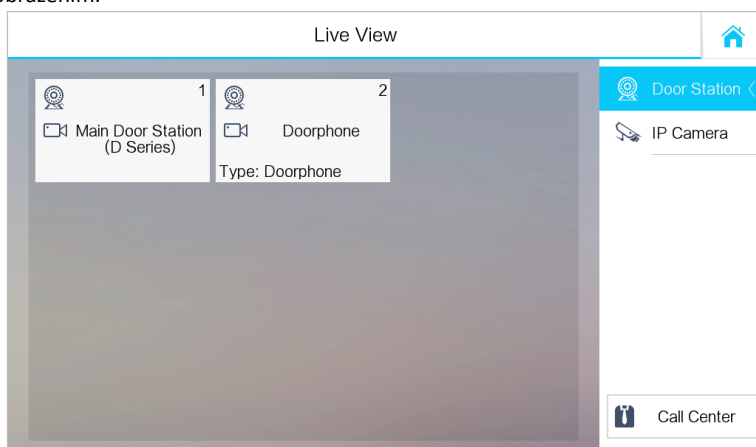 Live View
1
Main Door Station
(D Series)
2
Doorphone
Type: Doorphone
Door Station
IP Camera
Call Center